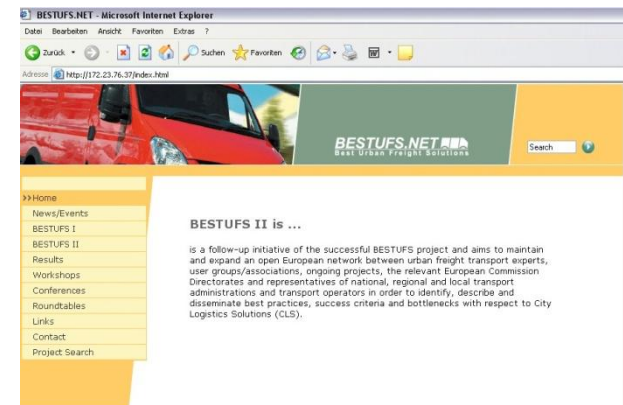 BESTUFS.NET - Microsoft Internet Explorer
Datei Bearbeiten Ansicht Favoriten Extras ?
Zurück Suchen Favoriten
Adresse http://172.23.76.37/index.html
BESTUFS.NET
Best Urban Freight Solutions
Search
>>Home
News/Events
BESTUFS I
BESTUFS II
Results
Workshops
Conferences
Roundtables
Links
Contact
Project Search
BESTUFS II is ...
is a follow-up initiative of the successful BESTUFS project and aims to maintain
and expand an open European network between urban freight transport experts,
user groups/associations, ongoing projects, the relevant European Commission
Directorates and representatives of national, regional and local transport
administrations and transport operators in order to identify, describe and
disseminate best practices, success criteria and bottlenecks with respect to City
Logistics Solutions (CLS).